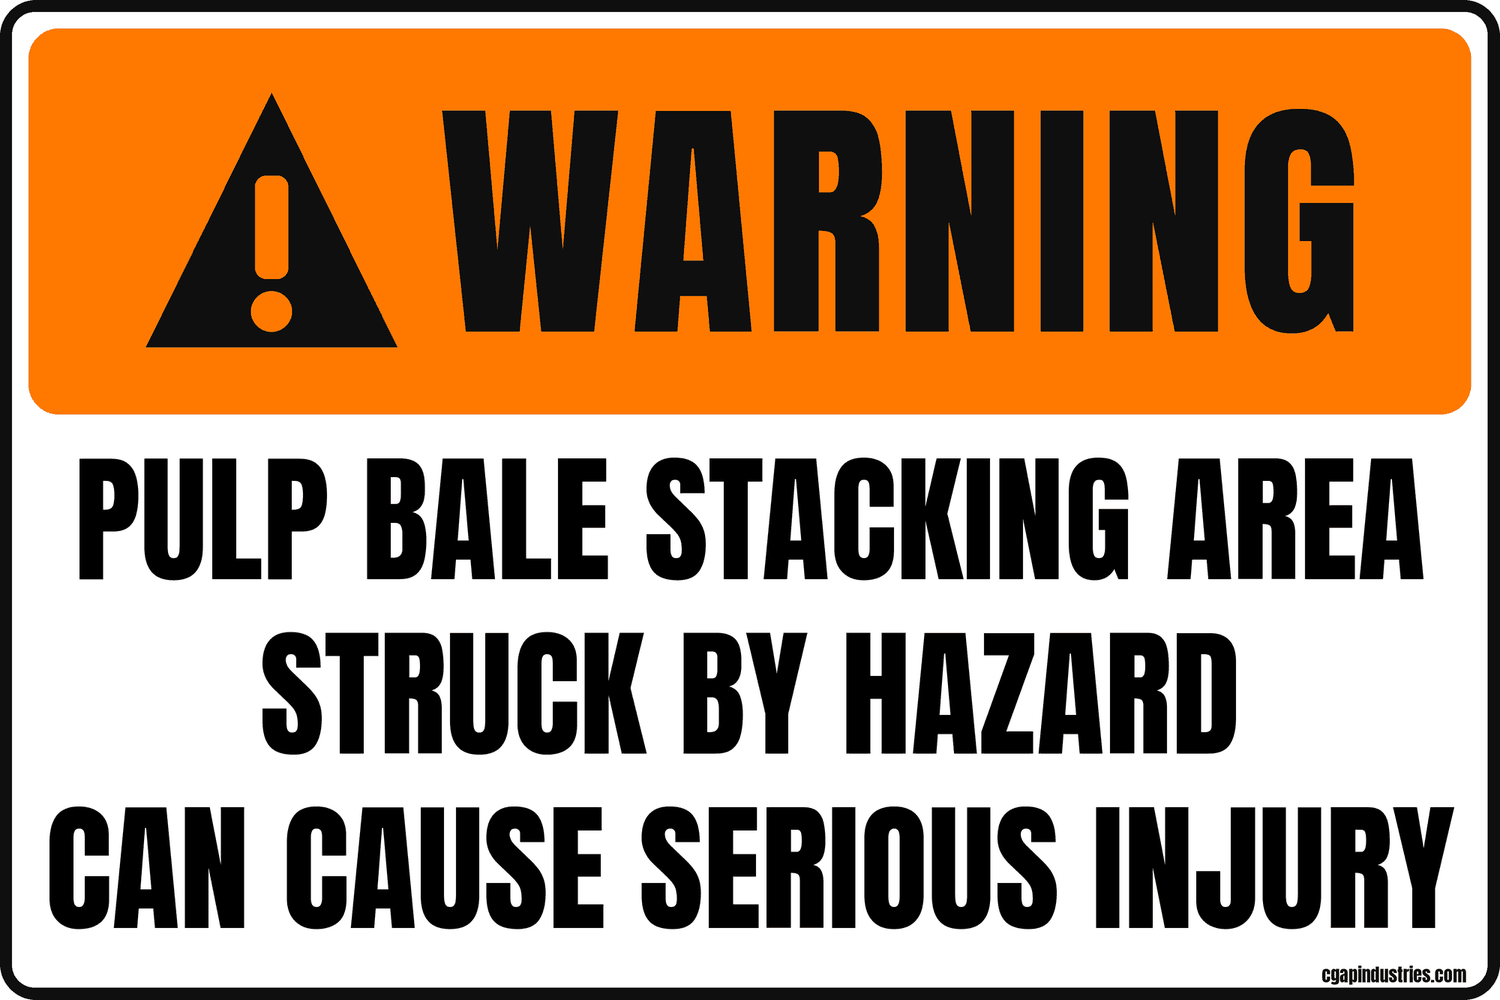 WARNING
PULP BALE STACKING AREA
STRUCK BY HAZARD
CAN CAUSE SERIOUS INJURY
cgapindustries.com